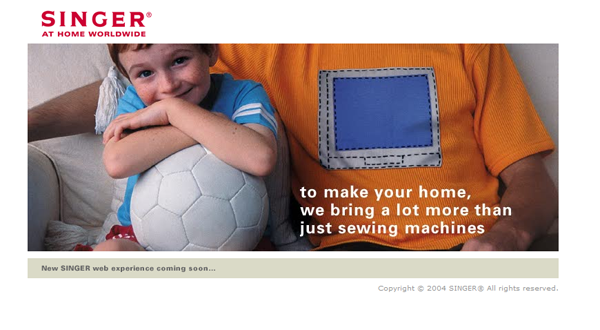 SINGER®
AT HOME WORLDWIDE
to make your home,
we bring a lot more than
just sewing machines
New SINGER web experience coming soon...
Copyright © 2004 SINGER® All rights reserved.